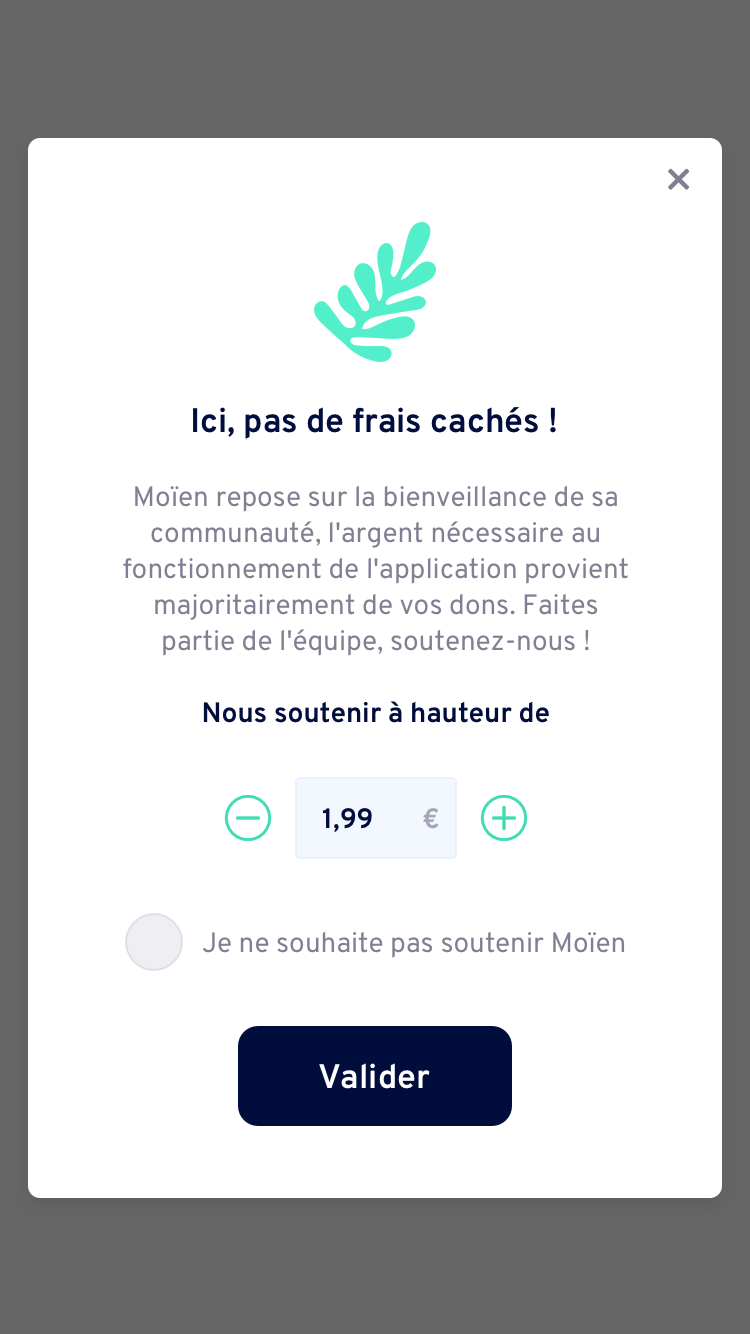 Ici, pas de frais cachés !
Moïen repose sur la bienveillance de sa
communauté, l'argent nécessaire au
fonctionnement de l'application provient
majoritairement de vos dons. Faites
partie de l'équipe, soutenez-nous !
Nous soutenir à hauteur de
1,99 €
Je ne souhaite pas soutenir Moïen
Valider